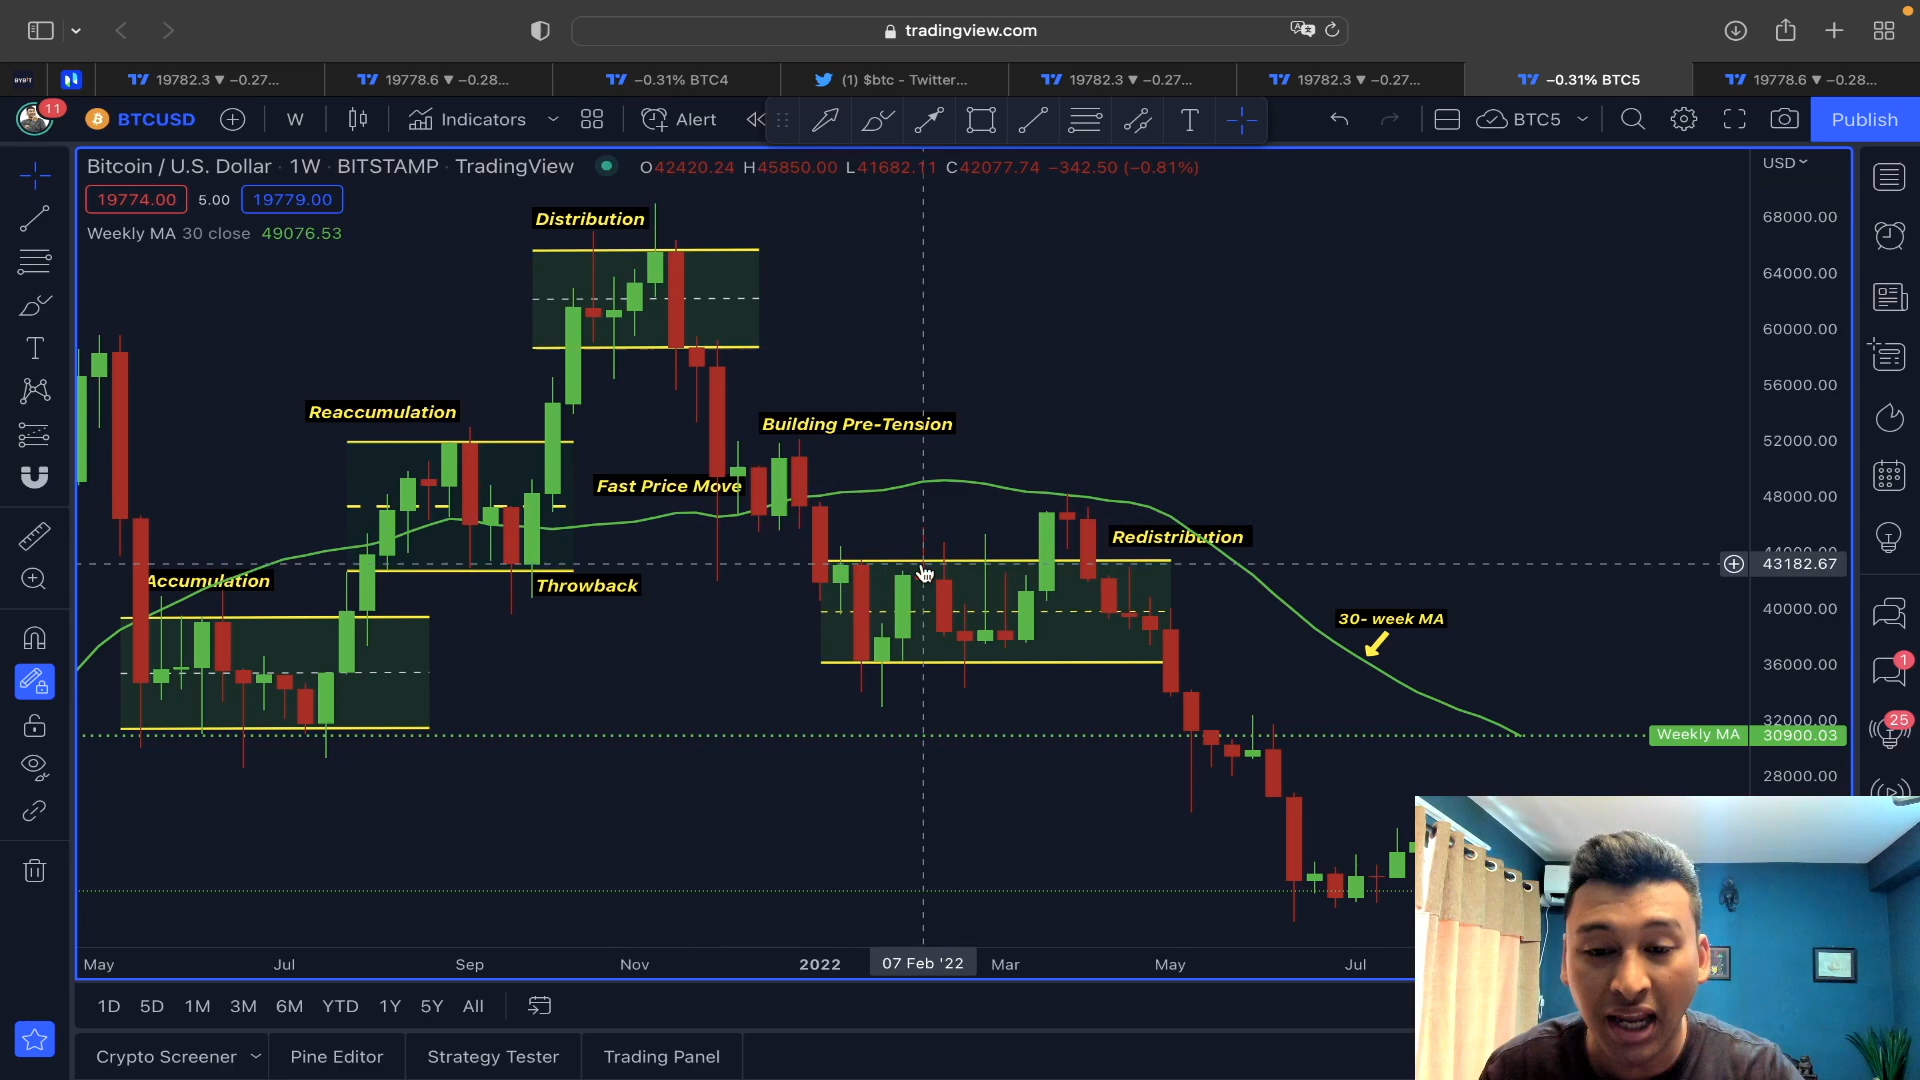 tradingview.com
BYBIT
19782.3 ▼ −0.27...
19778.6 ▼ −0.28...
−0.31% BTC4
(1) $btc - Twitter...
19782.3 ▼ −0.27...
19782.3 ▼ −0.27...
−0.31% BTC5
19778.6 ▼ −0.28...
11
BTCUSD
W
Indicators
Alert
T
BTC5
Publish
Bitcoin / U.S. Dollar · 1W · BITSTAMP · TradingView
O42420.24 H45850.00 L41682.11 C42077.74 −342.50 (−0.81%)
USD
19774.00 5.00 19779.00
Weekly MA 30 close 49076.53
Distribution
68000.00
64000.00
60000.00
56000.00
Reaccumulation
Building Pre-Tension
52000.00
Fast Price Move
48000.00
Redistribution
44000.00
43182.67
Accumulation
Throwback
40000.00
30- week MA
36000.00
1
32000.00
25
Weekly MA 30900.03
28000.00
May
Jul
Sep
Nov
2022
07 Feb '22
Mar
May
Jul
1D 5D 1M 3M 6M YTD 1Y 5Y All
Crypto Screener
Pine Editor
Strategy Tester
Trading Panel